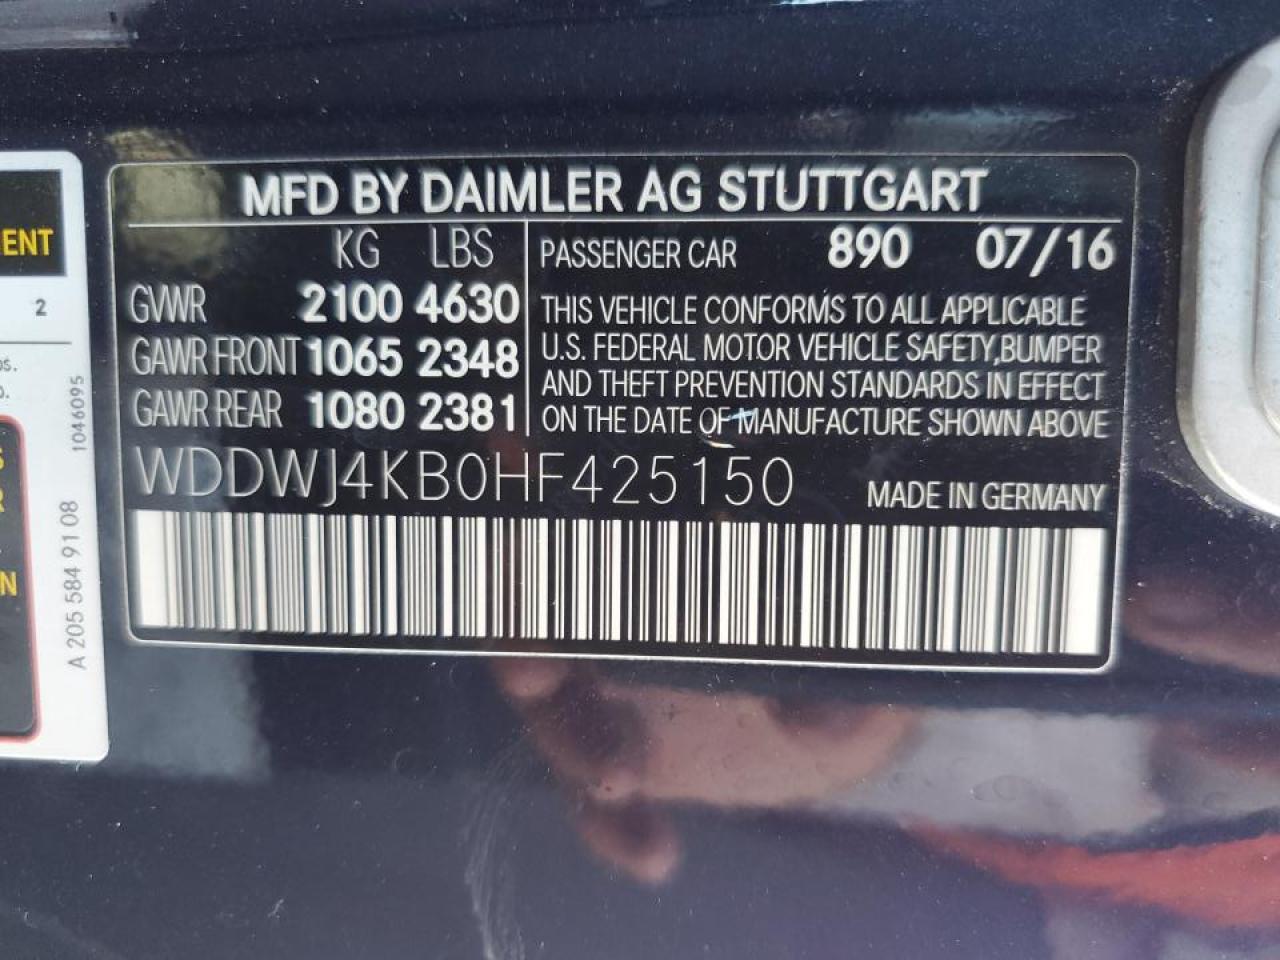 MFD BY DAIMLER AG STUTTGART
KG LBS
GVWR 2100 4630
GAWR FRONT 1065 2348
GAWR REAR 1080 2381
PASSENGER CAR 890 07/16
THIS VEHICLE CONFORMS TO ALL APPLICABLE
U.S. FEDERAL MOTOR VEHICLE SAFETY,BUMPER
AND THEFT PREVENTION STANDARDS IN EFFECT
ON THE DATE OF MANUFACTURE SHOWN ABOVE
WDDWJ4KB0HF425150 MADE IN GERMANY
ENT
2
1046095
A 205 584 91 08